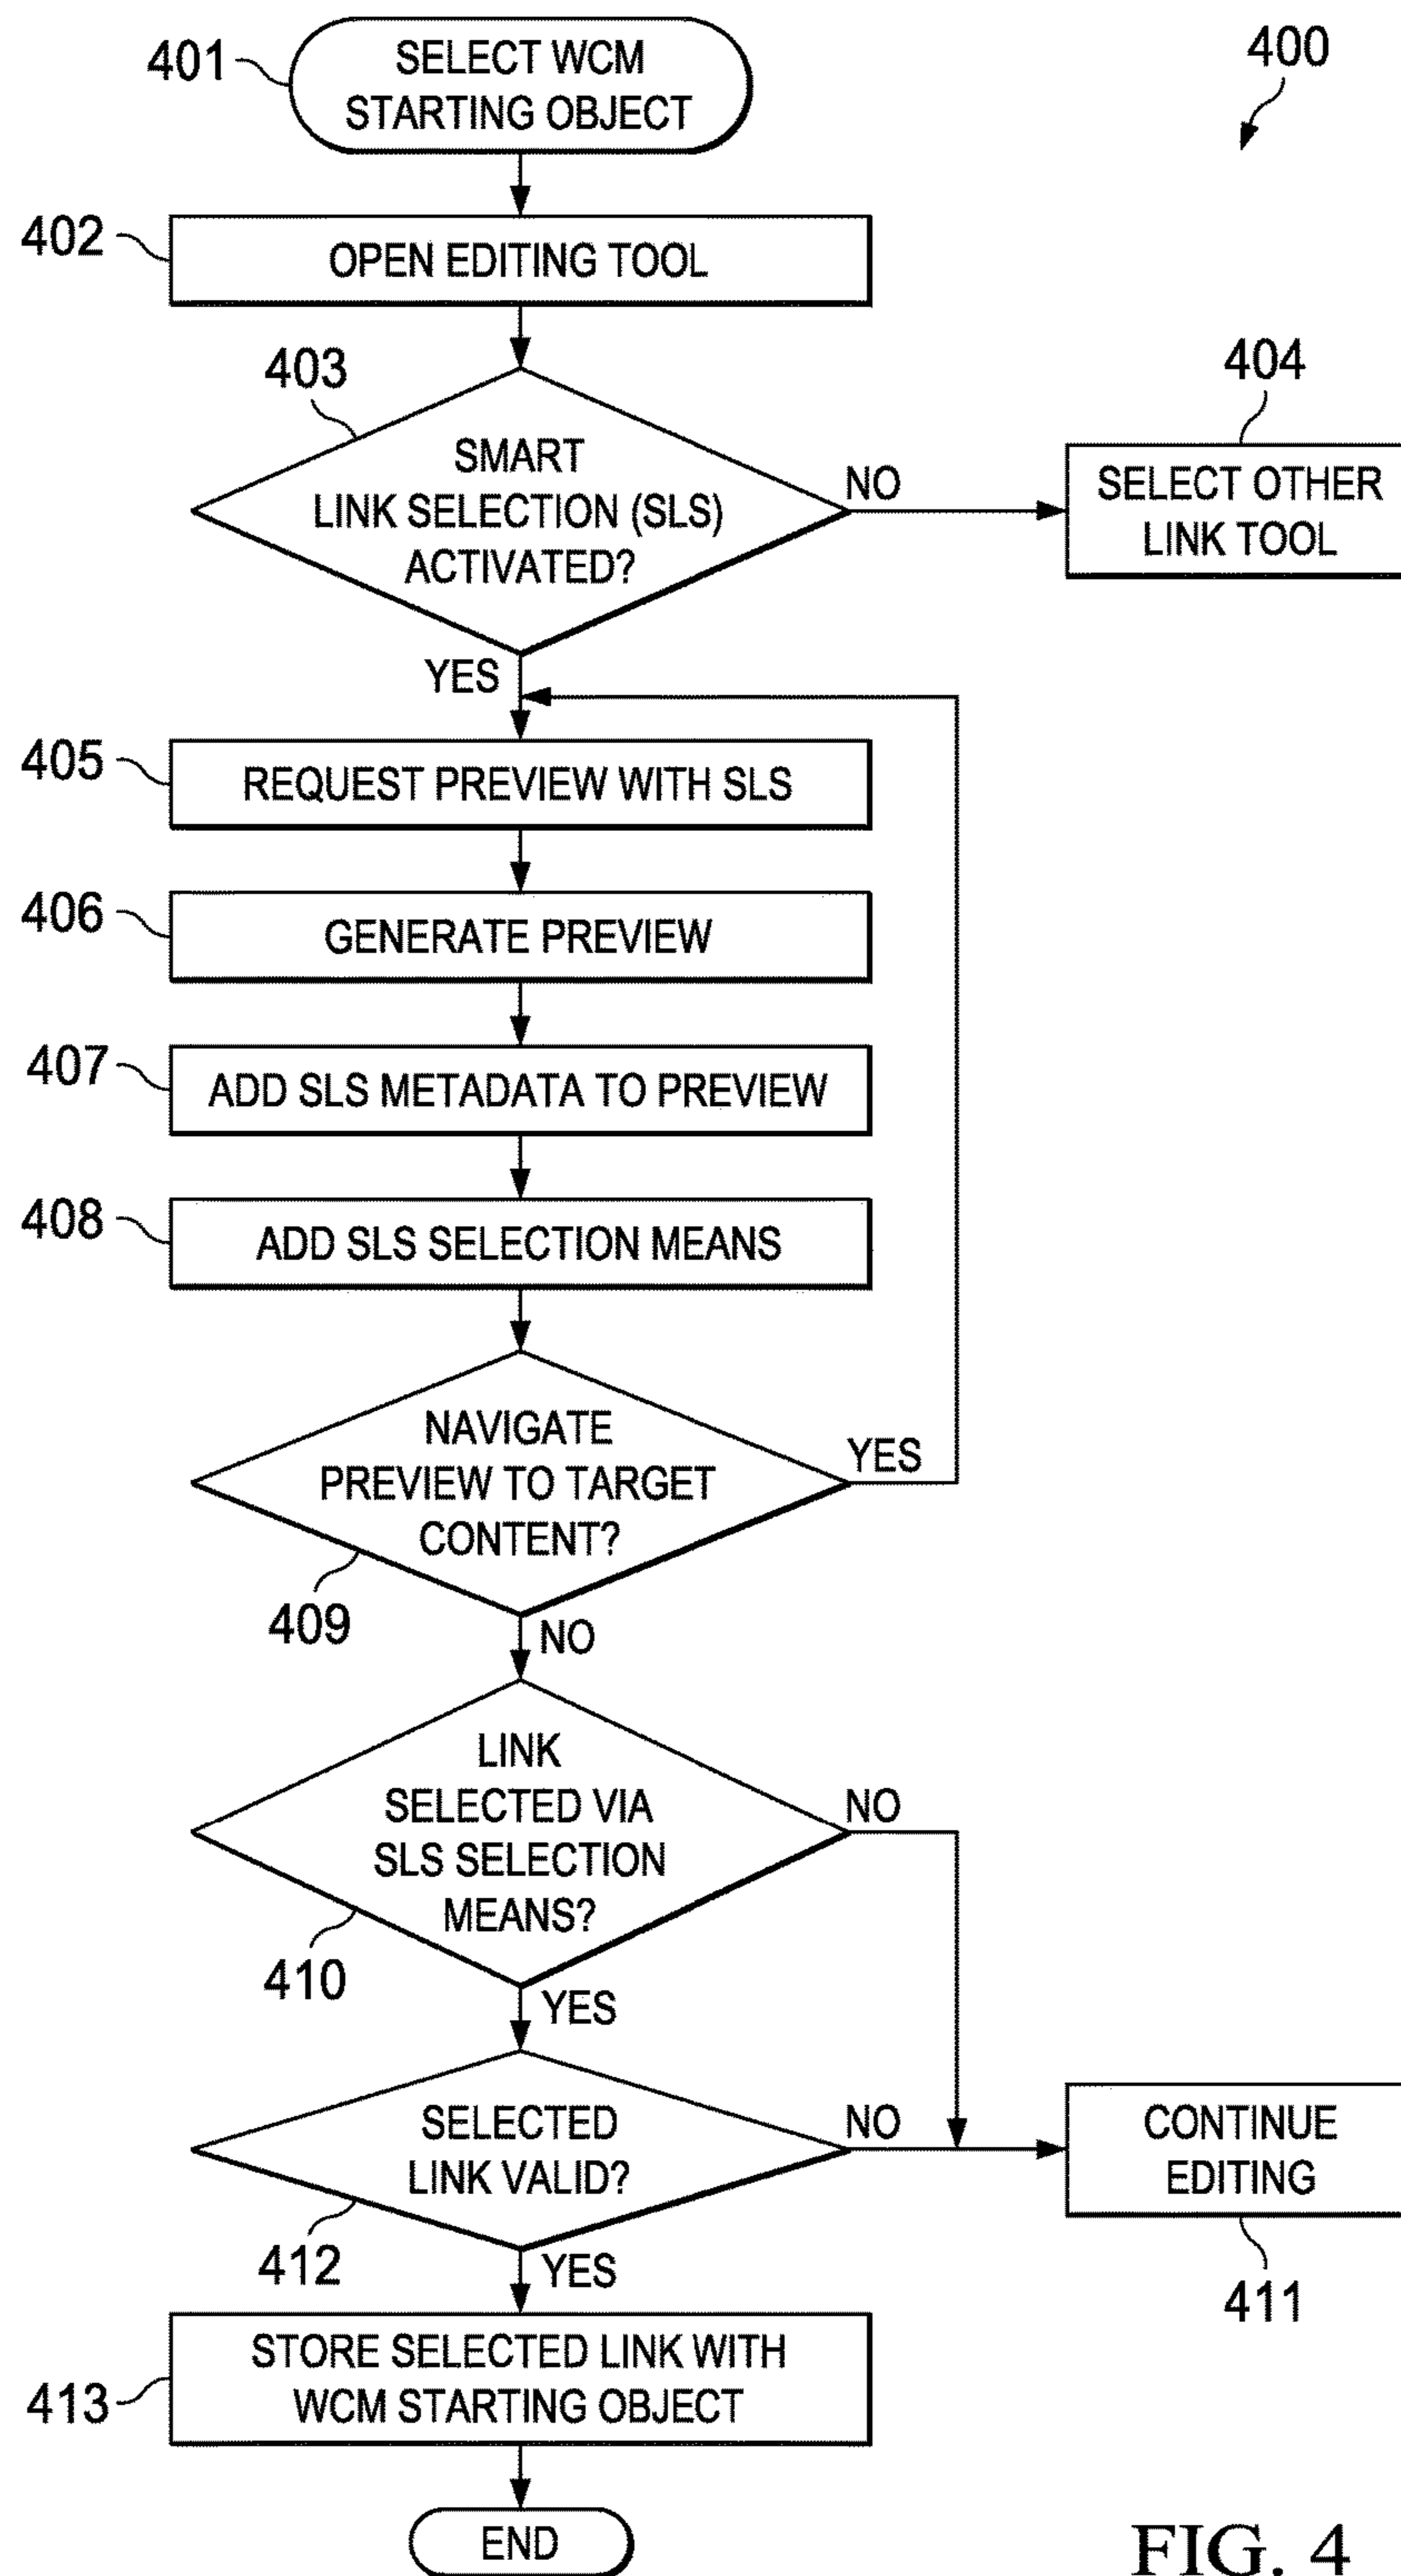 401
SELECT WCM
STARTING OBJECT
400
402
OPEN EDITING TOOL
403
SMART
LINK SELECTION (SLS)
ACTIVATED?
NO
404
SELECT OTHER
LINK TOOL
YES
405
REQUEST PREVIEW WITH SLS
406
GENERATE PREVIEW
407
ADD SLS METADATA TO PREVIEW
408
ADD SLS SELECTION MEANS
NAVIGATE
PREVIEW TO TARGET
CONTENT?
YES
409
NO
LINK
SELECTED VIA
SLS SELECTION
MEANS?
NO
410
YES
SELECTED
LINK VALID?
NO
CONTINUE
EDITING
411
412
YES
413
STORE SELECTED LINK WITH
WCM STARTING OBJECT
END
FIG. 4